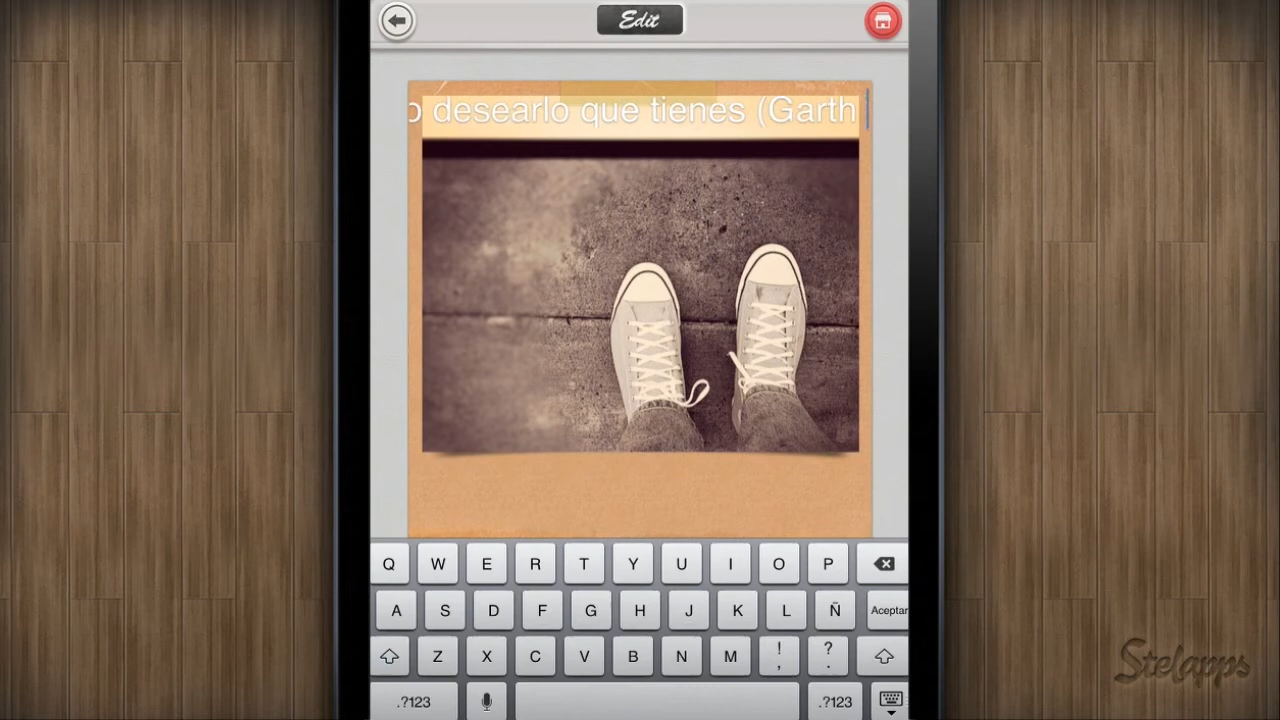 Edit
o desearlo que tienes (Garth
Q W E R T Y U I O P
A S D F G H J K L Ñ Aceptar
Z X C V B N M ! , ? .
.?123 .?123
Stelapps